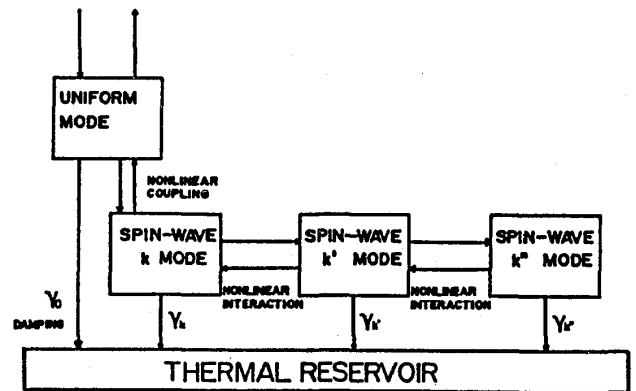 UNIFORM
MODE
NONLINEAR
COUPLING
SPIN-WAVE
k MODE
SPIN-WAVE
k' MODE
SPIN-WAVE
k" MODE
NONLINEAR
INTERACTION
NONLINEAR
INTERACTION
γ0
DAMPING
γk
γk'
γk"
THERMAL RESERVOIR